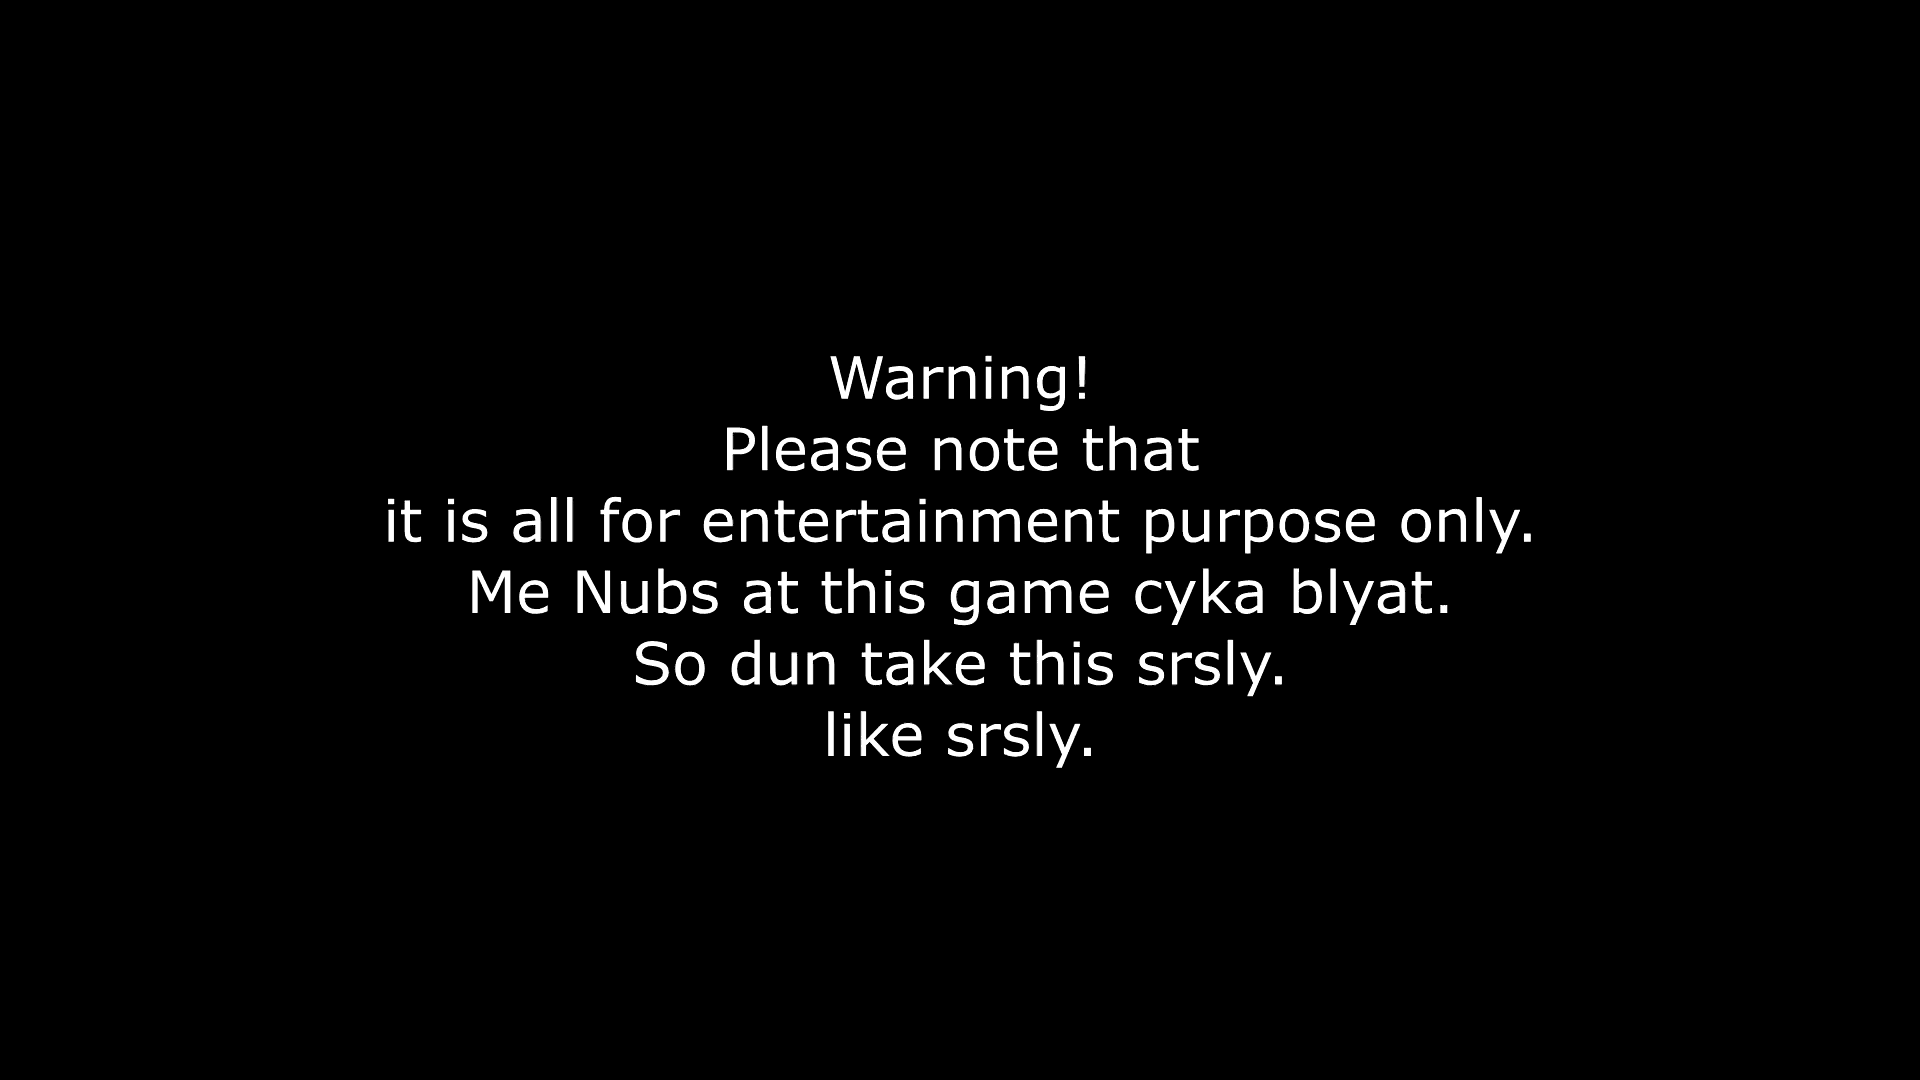 Warning!
Please note that
it is all for entertainment purpose only.
Me Nubs at this game cyka blyat.
So dun take this srsly.
like srsly.